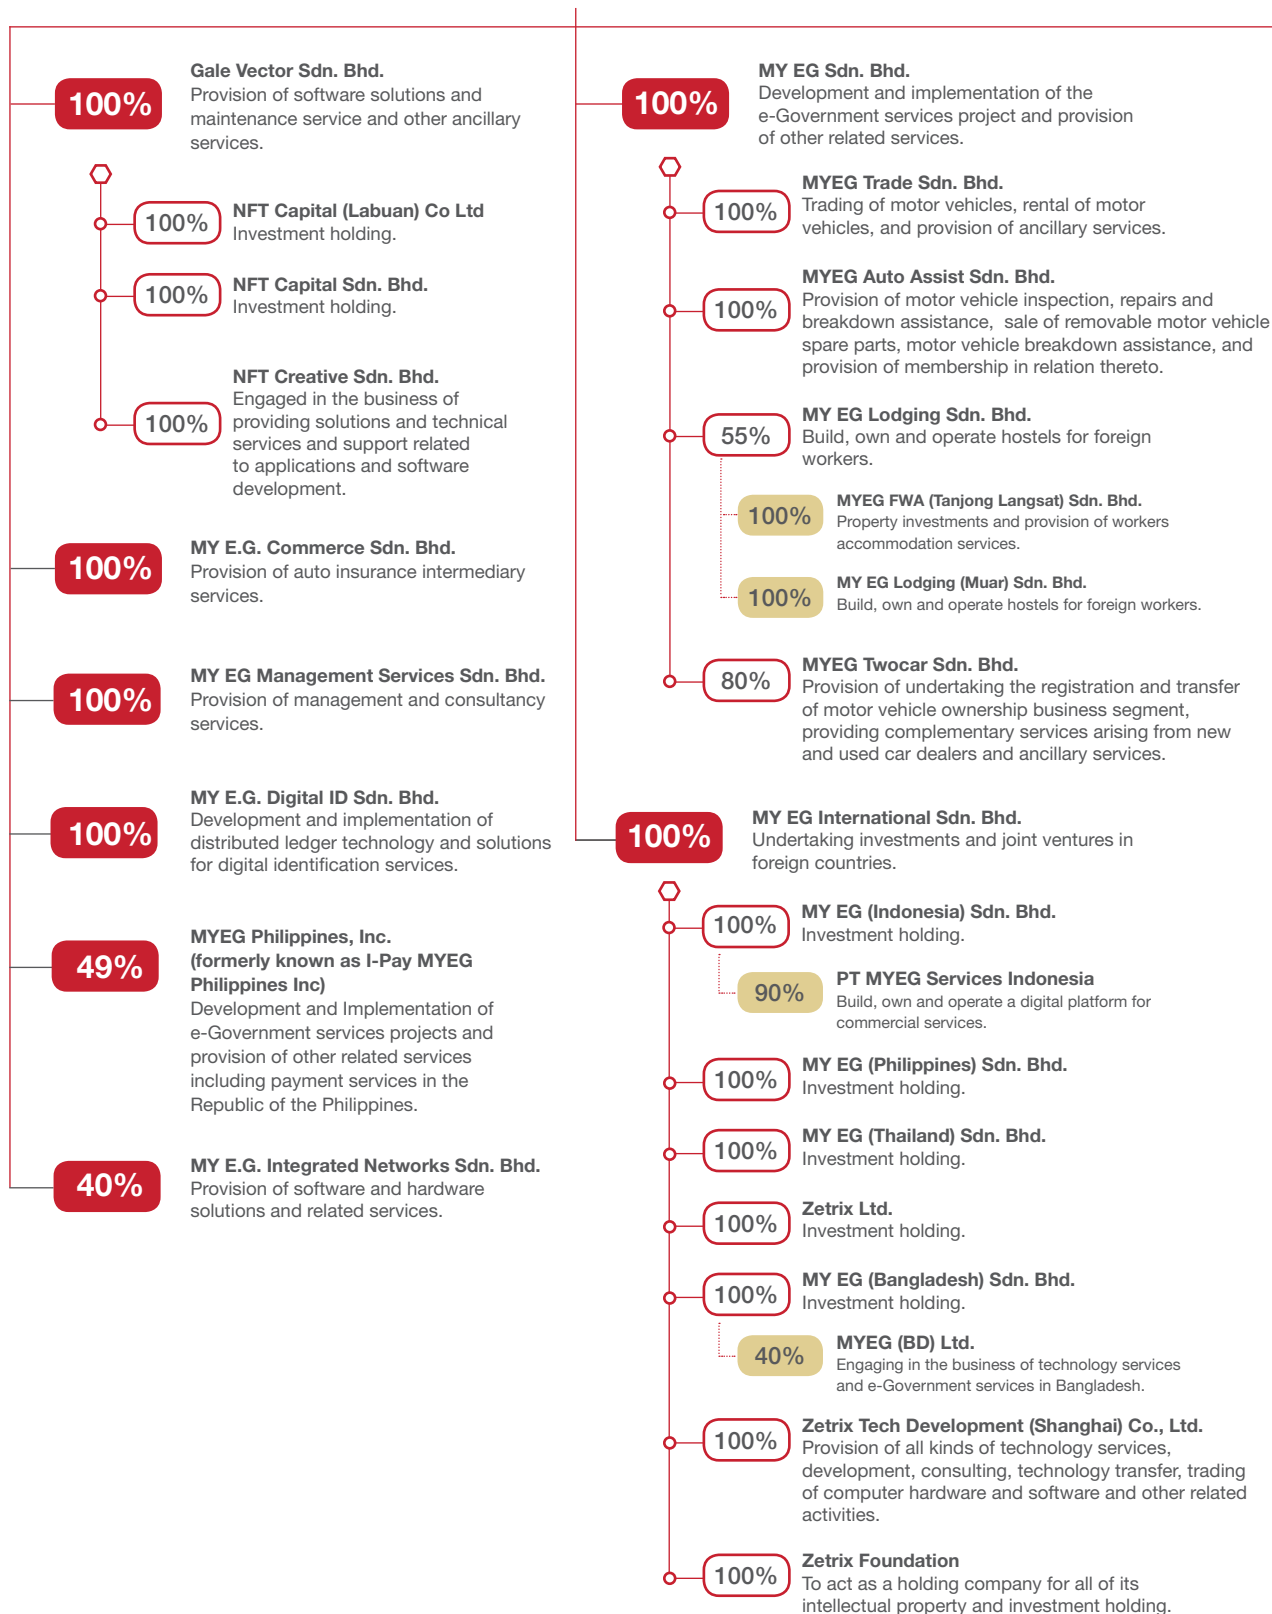 100%
Gale Vector Sdn. Bhd.
Provision of software solutions and
maintenance service and other ancillary
services.
100%
NFT Capital (Labuan) Co Ltd
Investment holding.
100%
NFT Capital Sdn. Bhd.
Investment holding.
100%
NFT Creative Sdn. Bhd.
Engaged in the business of
providing solutions and technical
services and support related
to applications and software
development.
100%
MY E.G. Commerce Sdn. Bhd.
Provision of auto insurance intermediary
services.
100%
MY EG Management Services Sdn. Bhd.
Provision of management and consultancy
services.
100%
MY E.G. Digital ID Sdn. Bhd.
Development and implementation of
distributed ledger technology and solutions
for digital identification services.
49%
MYEG Philippines, Inc.
(formerly known as I-Pay MYEG
Philippines Inc)
Development and Implementation of
e-Government services projects and
provision of other related services
including payment services in the
Republic of the Philippines.
40%
MY E.G. Integrated Networks Sdn. Bhd.
Provision of software and hardware
solutions and related services.
100%
MY EG Sdn. Bhd.
Development and implementation of the
e-Government services project and provision
of other related services.
100%
MYEG Trade Sdn. Bhd.
Trading of motor vehicles, rental of motor
vehicles, and provision of ancillary services.
100%
MYEG Auto Assist Sdn. Bhd.
Provision of motor vehicle inspection, repairs and
breakdown assistance, sale of removable motor vehicle
spare parts, motor vehicle breakdown assistance, and
provision of membership in relation thereto.
55%
MY EG Lodging Sdn. Bhd.
Build, own and operate hostels for foreign
workers.
100%
MYEG FWA (Tanjong Langsat) Sdn. Bhd.
Property investments and provision of workers
accommodation services.
100%
MY EG Lodging (Muar) Sdn. Bhd.
Build, own and operate hostels for foreign workers.
80%
MYEG Twocar Sdn. Bhd.
Provision of undertaking the registration and transfer
of motor vehicle ownership business segment,
providing complementary services arising from new
and used car dealers and ancillary services.
100%
MY EG International Sdn. Bhd.
Undertaking investments and joint ventures in
foreign countries.
100%
MY EG (Indonesia) Sdn. Bhd.
Investment holding.
90%
PT MYEG Services Indonesia
Build, own and operate a digital platform for
commercial services.
100%
MY EG (Philippines) Sdn. Bhd.
Investment holding.
100%
MY EG (Thailand) Sdn. Bhd.
Investment holding.
100%
Zetrix Ltd.
Investment holding.
100%
MY EG (Bangladesh) Sdn. Bhd.
Investment holding.
40%
MYEG (BD) Ltd.
Engaging in the business of technology services
and e-Government services in Bangladesh.
100%
Zetrix Tech Development (Shanghai) Co., Ltd.
Provision of all kinds of technology services,
development, consulting, technology transfer, trading
of computer hardware and software and other related
activities.
100%
Zetrix Foundation
To act as a holding company for all of its
intellectual property and investment holding.